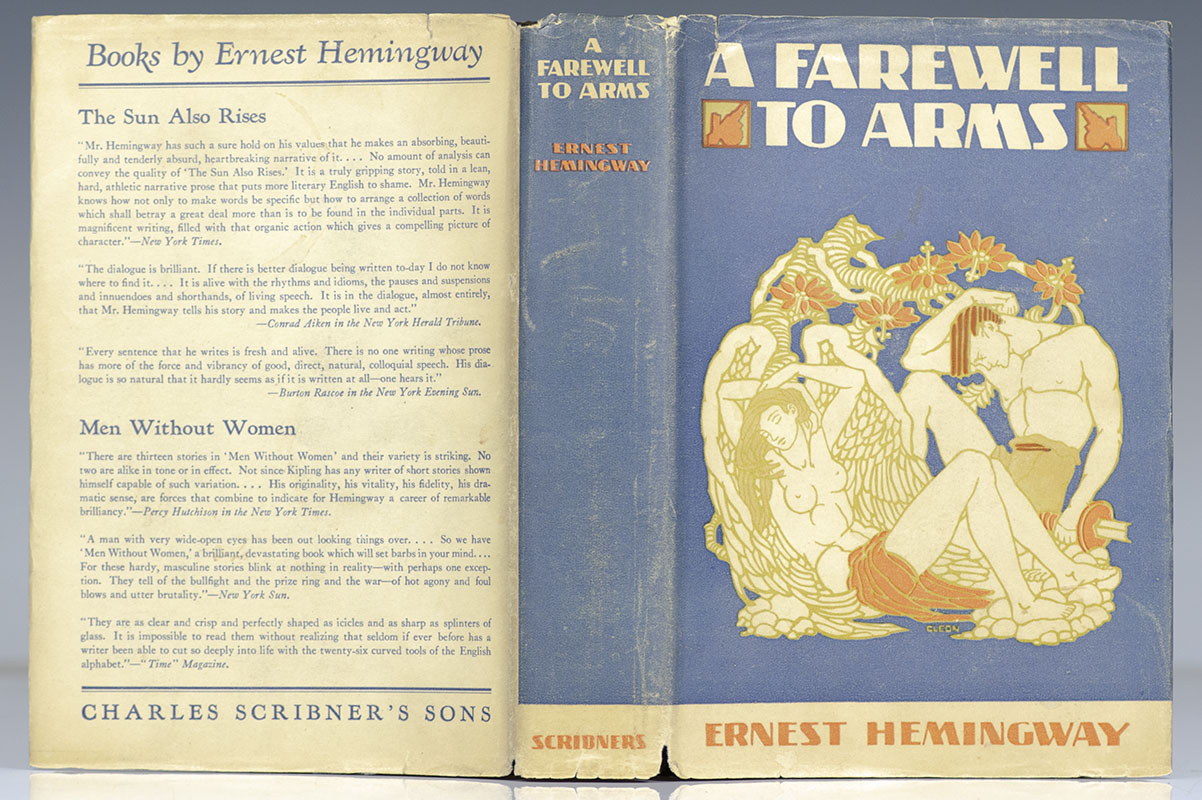 Books by Ernest Hemingway
The Sun Also Rises
"Mr. Hemingway has such a sure hold on his values that he makes an absorbing, beauti-
fully and tenderly absurd, heartbreaking narrative of it. . . . No amount of analysis can
convey the quality of 'The Sun Also Rises.' It is a truly gripping story, told in a lean,
hard, athletic narrative prose that puts more literary English to shame. Mr. Hemingway
knows how not only to make words be specific but how to arrange a collection of words
which shall betray a great deal more than is to be found in the individual parts. It is
magnificent writing, filled with that organic action which gives a compelling picture of
character."—New York Times.
"The dialogue is brilliant. If there is better dialogue being written to-day I do not know
where to find it. . . . It is alive with the rhythms and idioms, the pauses and suspensions
and innuendoes and shorthands, of living speech. It is in the dialogue, almost entirely,
that Mr. Hemingway tells his story and makes the people live and act."
—Conrad Aiken in the New York Herald Tribune.
"Every sentence that he writes is fresh and alive. There is no one writing whose prose
has more of the force and vibrancy of good, direct, natural, colloquial speech. His dia-
logue is so natural that it hardly seems as if it is written at all—one hears it."
—Burton Rascoe in the New York Evening Sun.
Men Without Women
"There are thirteen stories in 'Men Without Women' and their variety is striking. No
two are alike in tone or in effect. Not since Kipling has any writer of short stories shown
himself capable of such variation. . . . His originality, his vitality, his fidelity, his dra-
matic sense, are forces that combine to indicate for Hemingway a career of remarkable
brilliancy."—Percy Hutchison in the New York Times.
"A man with very wide-open eyes has been out looking things over. . . . So we have
'Men Without Women,' a brilliant, devastating book which will set barbs in your mind. . . .
For these hardy, masculine stories blink at nothing in reality—with perhaps one excep-
tion. They tell of the bullfight and the prize ring and the war—of hot agony and foul
blows and utter brutality."—New York Sun.
"They are as clear and crisp and perfectly shaped as icicles and as sharp as splinters of
glass. It is impossible to read them without realizing that seldom if ever before has a
writer been able to cut so deeply into life with the twenty-six curved tools of the English
alphabet."—"Time" Magazine.
CHARLES SCRIBNER'S SONS
A
FAREWELL
TO ARMS
ERNEST
HEMINGWAY
SCRIBNERS
A FAREWELL
TO ARMS
CLEON
ERNEST HEMINGWAY